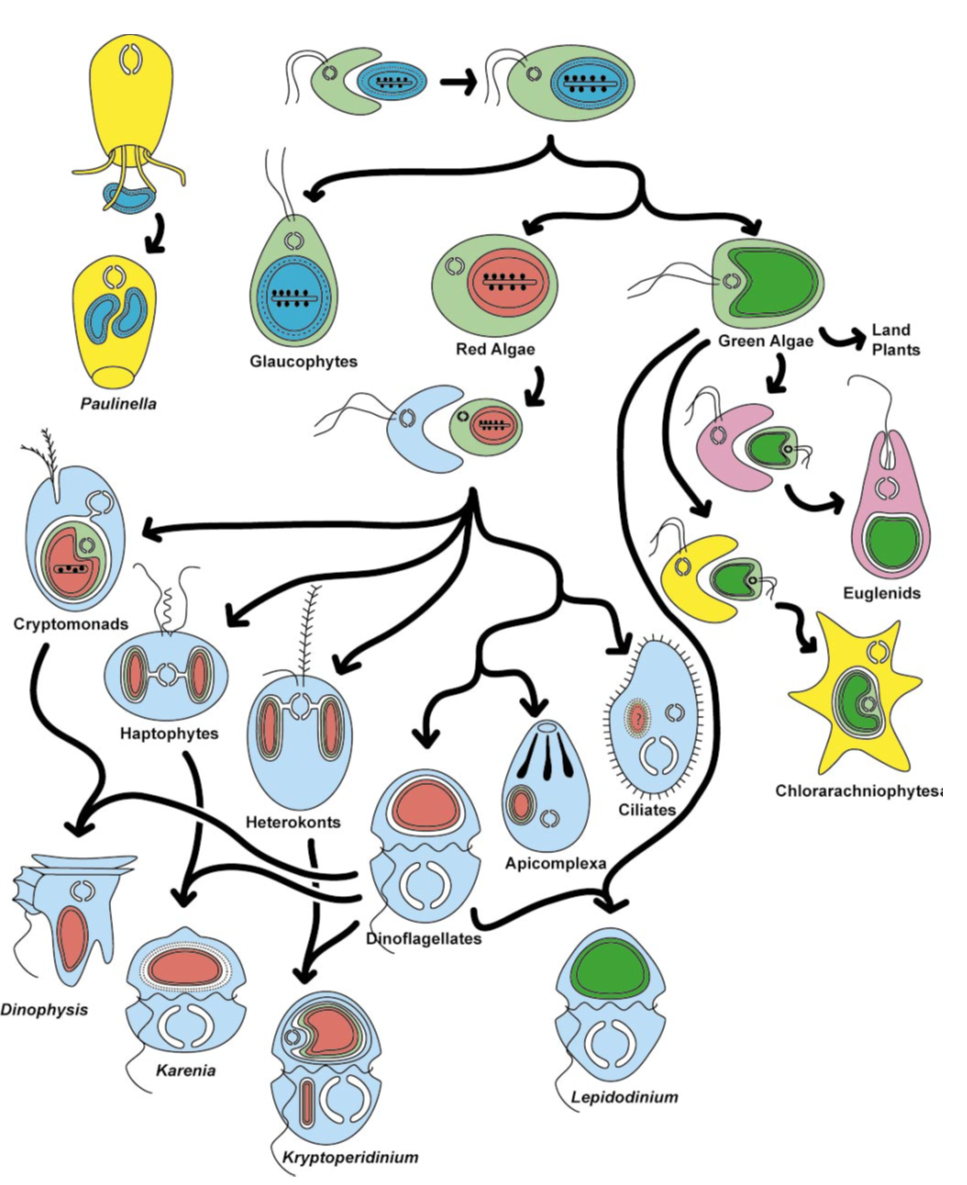 Paulinella
Glaucophytes
Red Algae
Green Algae
Land
Plants
Euglenids
Chlorarachniophytesa
Cryptomonads
Haptophytes
Heterokonts
?
Ciliates
Apicomplexa
Dinoflagellates
Dinophysis
Karenia
Kryptoperidinium
Lepidodinium